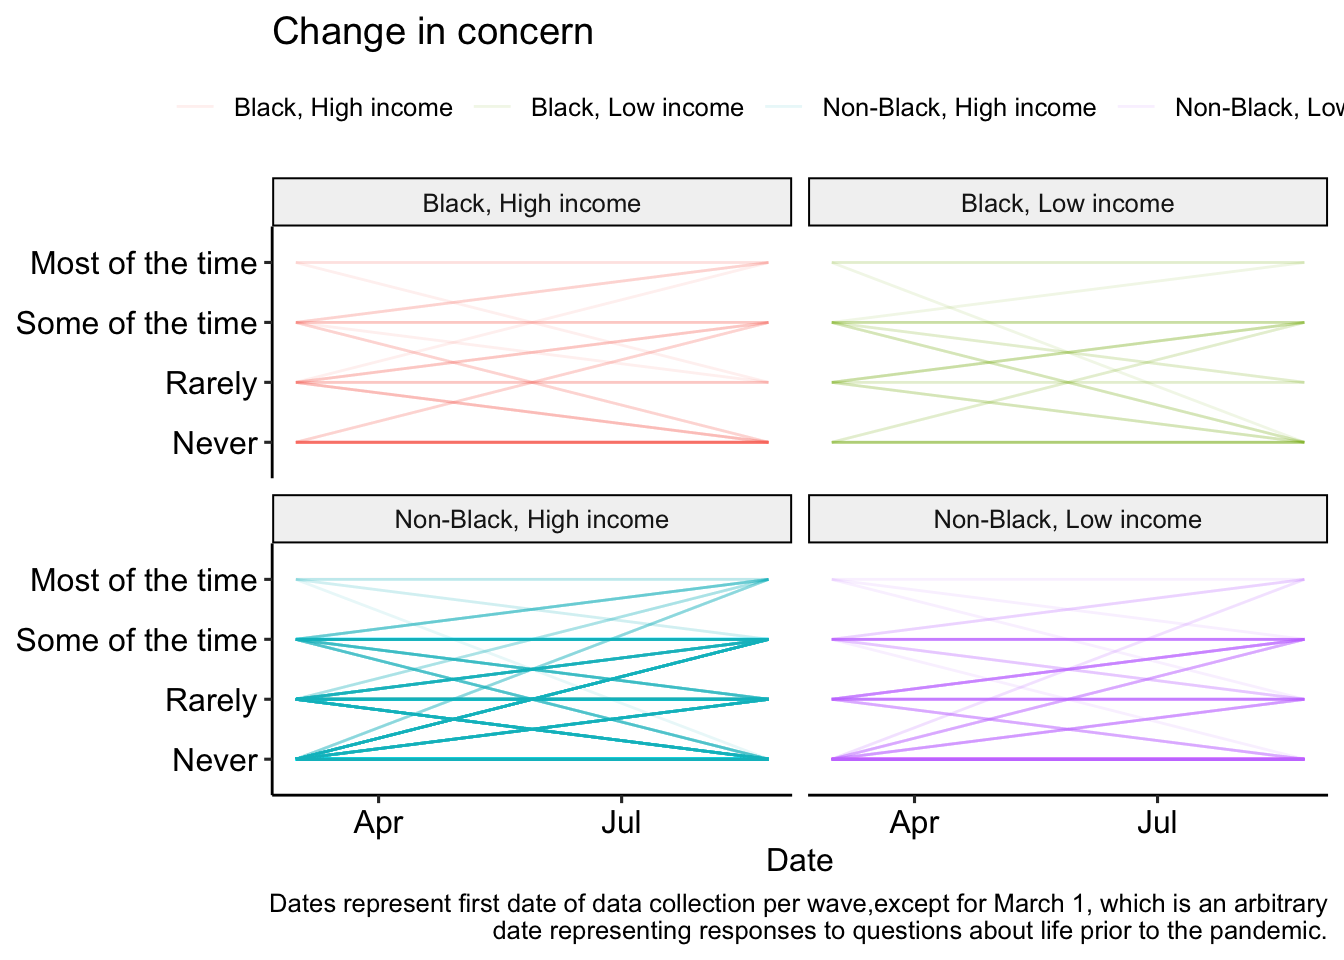 Change in concern
Black, High income Black, Low income Non-Black, High income Non-Black, Low
Black, High income
Black, Low income
Most of the time
Some of the time
Rarely
Never
Non-Black, High income
Non-Black, Low income
Most of the time
Some of the time
Rarely
Never
Apr Jul Apr Jul
Date
Dates represent first date of data collection per wave,except for March 1, which is an arbitrary
date representing responses to questions about life prior to the pandemic.